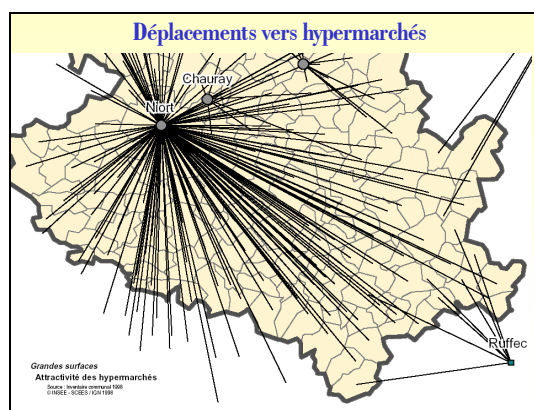 Déplacements vers hypermarchés
Chauray
Niort
Ruffec
Grandes surfaces
Attractivité des hypermarchés
Source : Inventaire communal 1998
© INSEE - SCEES / IGN 1998